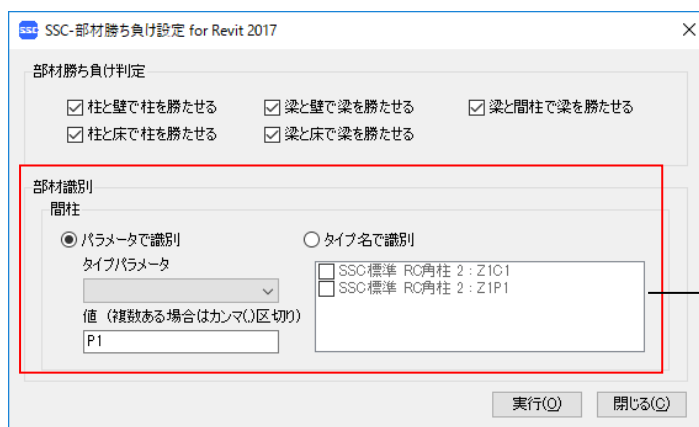 SSC SSC-部材勝ち負け設定 for Revit 2017
部材勝ち負け判定
柱と壁で柱を勝たせる 梁と壁で梁を勝たせる 梁と間柱で梁を勝たせる
柱と床で柱を勝たせる 梁と床で梁を勝たせる
部材識別
間柱
パラメータで識別 タイプ名で識別
タイプパラメータ SSC標準 RC角柱 2 : Z1C1
SSC標準 RC角柱 2 : Z1P1
値 (複数ある場合はカンマ(,)区切り)
P1
実行(O) 閉じる(C)